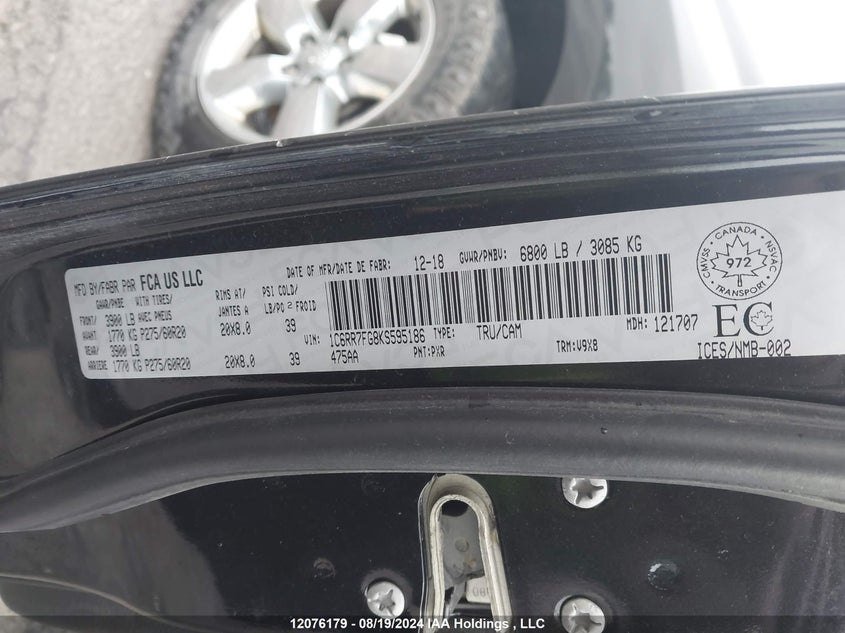 MFD BY/FABR PAR FCA US LLC
DATE OF MFR/DATE DE FABR: 12-18 GVWR/PNBV: 6800 LB / 3085 KG
GAWR/PNBE WITH TIRES/ RIMS AT/ PSI COLD/
AVEC PNEUS JANTES A LB/PO 2 FROID
FRONT/ 3900 LB
AVANT: 1770 KG P275/60R20 20X8.0 39
REAR/ 3900 LB
ARRIERE: 1770 KG P275/60R20 20X8.0 39
VIN: 1C6RR7FG8KS595186 TYPE: TRU/CAM MDH: 121707
475AA PNT:PXR TRM:V9X8
CMVSS CANADA NSVAC
972
TRANSPORT
EC
ICES/NMB-002
12076179 - 08/19/2024 IAA Holdings , LLC